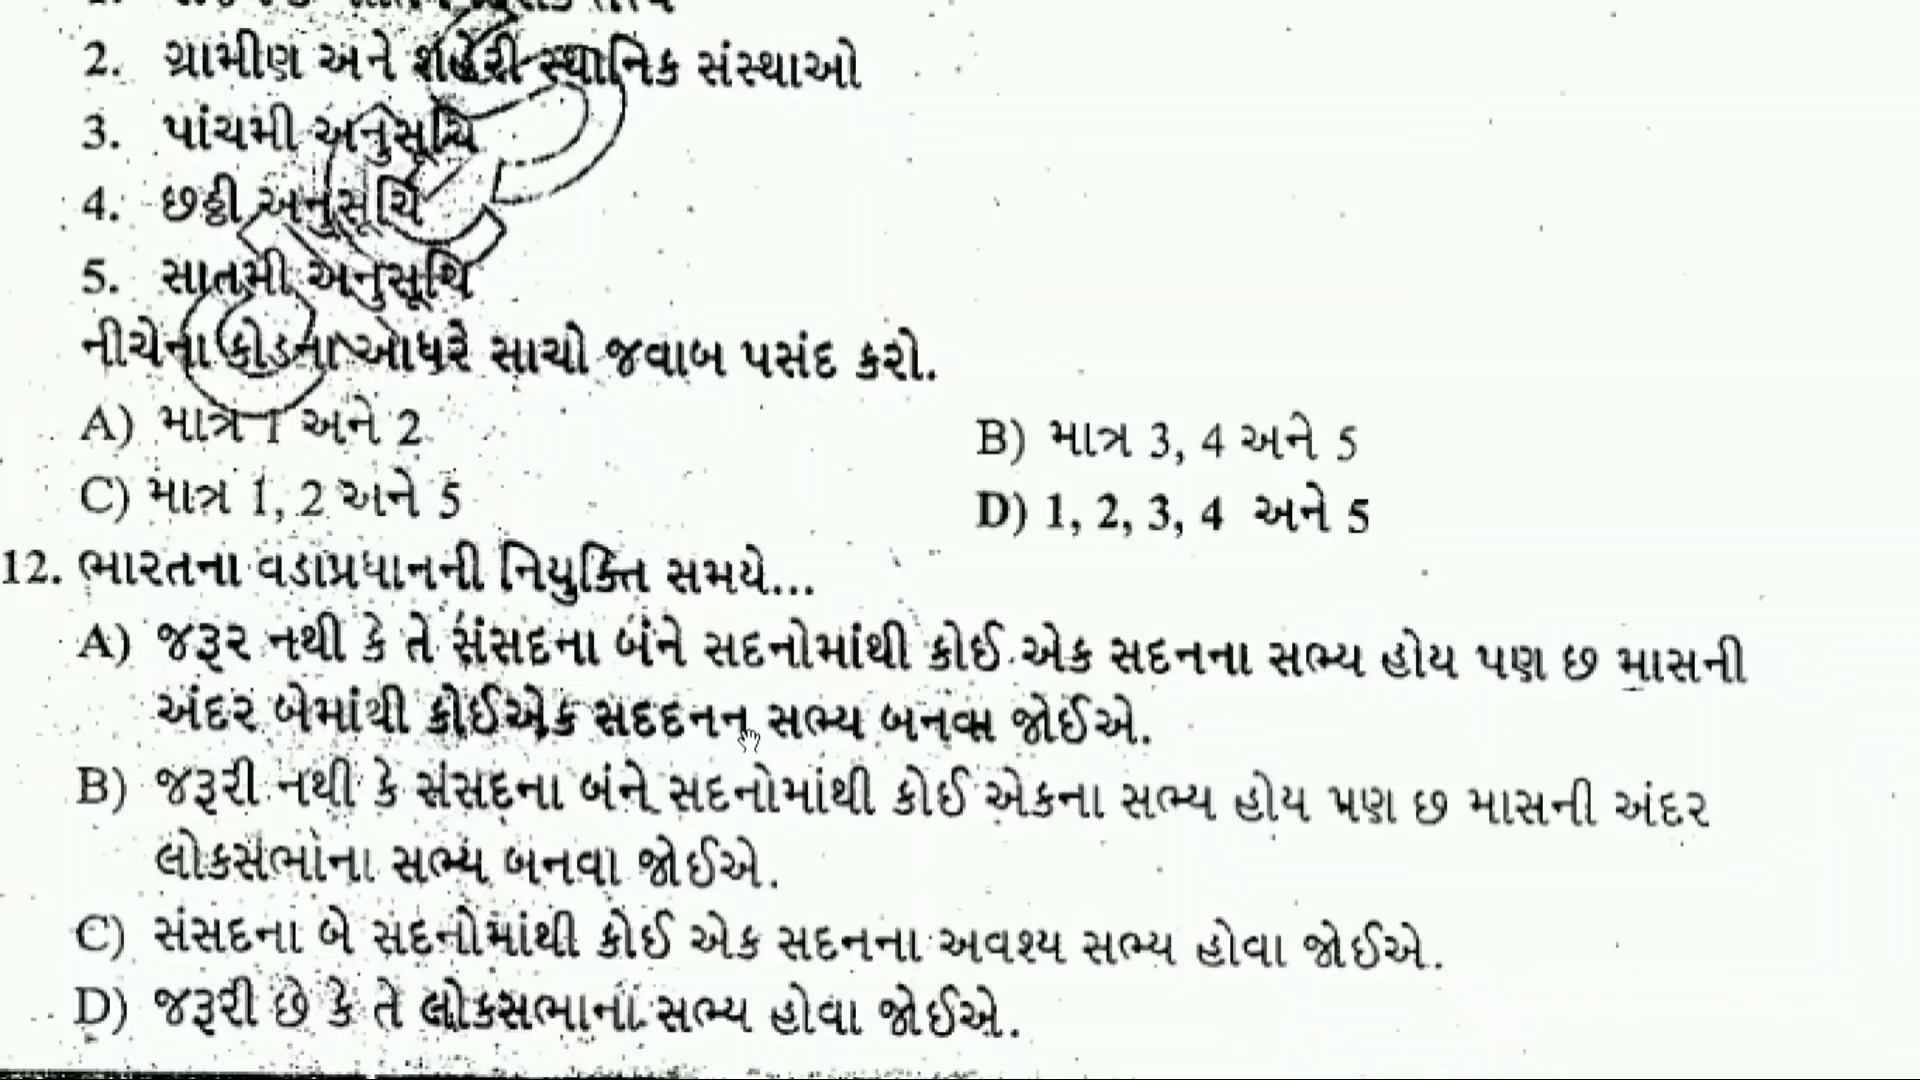 2. ગ્રામીણ અને શહેરી સ્થાનિક સંસ્થાઓ
3. પાંચમી અનુસૂચિ
4. છઠ્ઠી અનુસૂચિ
5. સાતમી અનુસૂચિ
નીચેના કોડના આધારે સાચો જવાબ પસંદ કરો.
A) માત્ર 1 અને 2
B) માત્ર 3, 4 અને 5
C) માત્ર 1, 2 અને 5
D) 1, 2, 3, 4 અને 5
12. ભારતના વડાપ્રધાનની નિયુક્તિ સમયે...
A) જરૂર નથી કે તે સંસદના બંને સદનોમાંથી કોઈ એક સદનના સભ્ય હોય પણ છ માસની
અંદર બેમાંથી કોઈએક સદદનન સભ્ય બનવા જોઈએ.
B) જરૂરી નથી કે સંસદના બંને સદનોમાંથી કોઈ એકના સભ્ય હોય પણ છ માસની અંદર
લોકસભાના સભ્ય બનવા જોઈએ.
C) સંસદના બે સદનોમાંથી કોઈ એક સદનના અવશ્ય સભ્ય હોવા જોઈએ.
D) જરૂરી છે કે તે લોકસભાના સભ્ય હોવા જોઈએ.